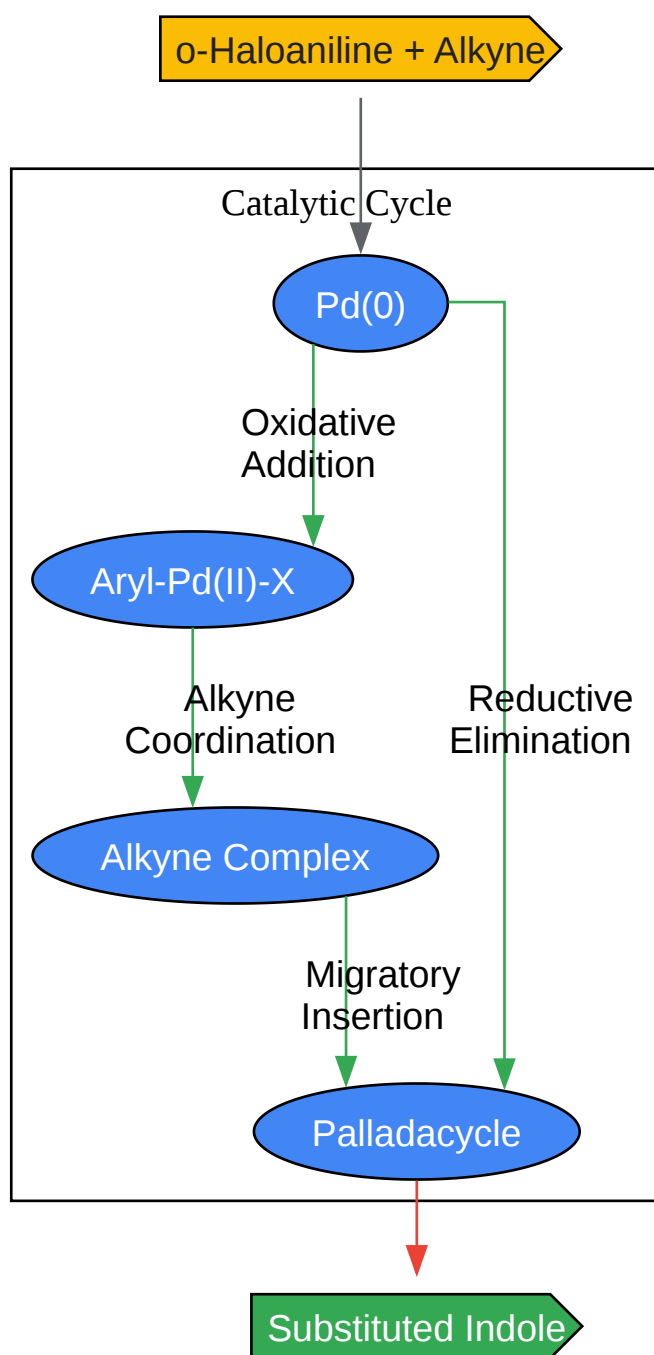 o-Haloaniline + Alkyne
Catalytic Cycle
Pd(0)
Oxidative
Addition
Aryl-Pd(II)-X
Alkyne
Coordination
Reductive
Elimination
Alkyne Complex
Migratory
Insertion
Palladacycle
Substituted Indole